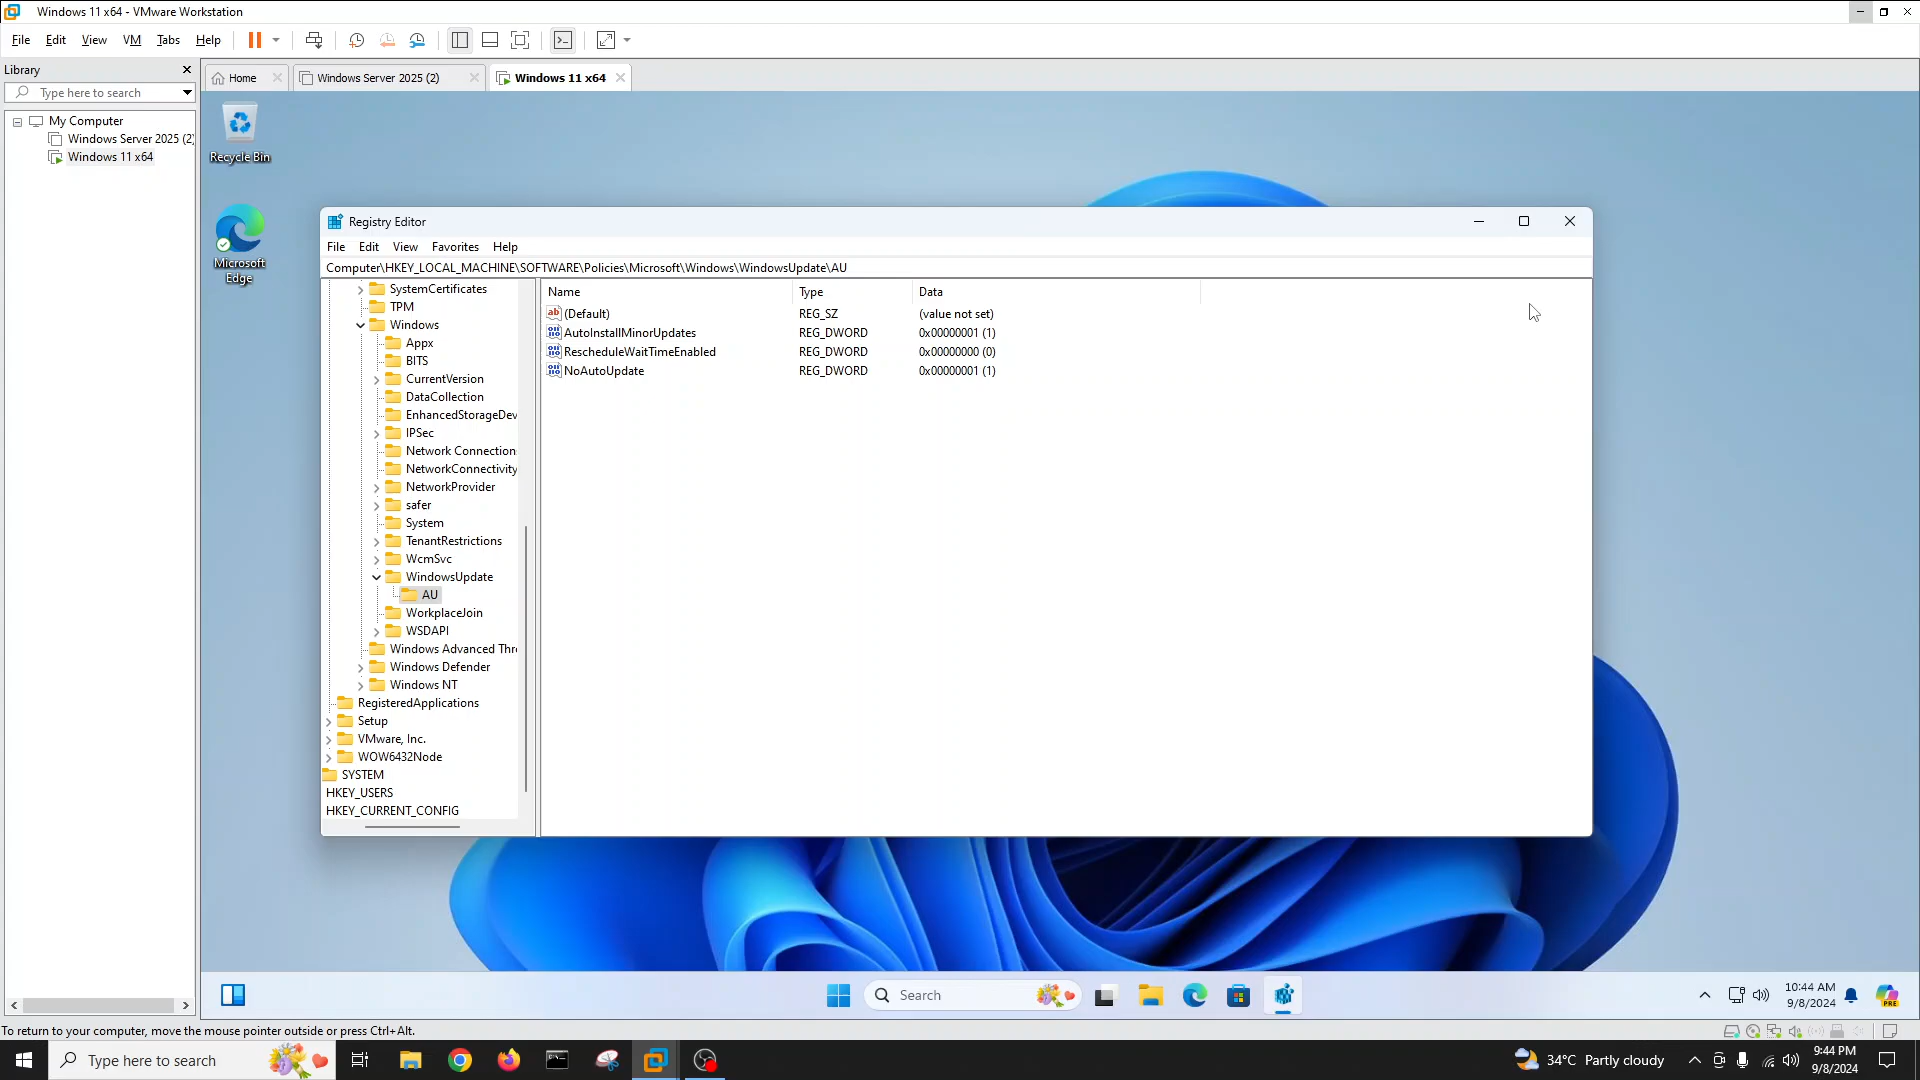 Windows 11 x64 - VMware Workstation
File Edit View VM Tabs Help
Library
Type here to search
My Computer
Windows Server 2025 (2)
Windows 11 x64
Home
Windows Server 2025 (2)
Windows 11 x64
Recycle Bin
Microsoft
Edge
Registry Editor
File Edit View Favorites Help
Computer\HKEY_LOCAL_MACHINE\SOFTWARE\Policies\Microsoft\Windows\WindowsUpdate\AU
SystemCertificates
TPM
Windows
Appx
BITS
CurrentVersion
DataCollection
EnhancedStorageDev
IPSec
Network Connection
NetworkConnectivity
NetworkProvider
safer
System
TenantRestrictions
WcmSvc
WindowsUpdate
AU
WorkplaceJoin
WSDAPI
Windows Advanced Thr
Windows Defender
Windows NT
RegisteredApplications
Setup
VMware, Inc.
WOW6432Node
SYSTEM
HKEY_USERS
HKEY_CURRENT_CONFIG
Name Type Data
ab (Default) REG_SZ (value not set)
AutoInstallMinorUpdates REG_DWORD 0x00000001 (1)
RescheduleWaitTimeEnabled REG_DWORD 0x00000000 (0)
NoAutoUpdate REG_DWORD 0x00000001 (1)
Search
10:44 AM
9/8/2024
PRE
To return to your computer, move the mouse pointer outside or press Ctrl+Alt.
Type here to search
34°C Partly cloudy
9:44 PM
9/8/2024